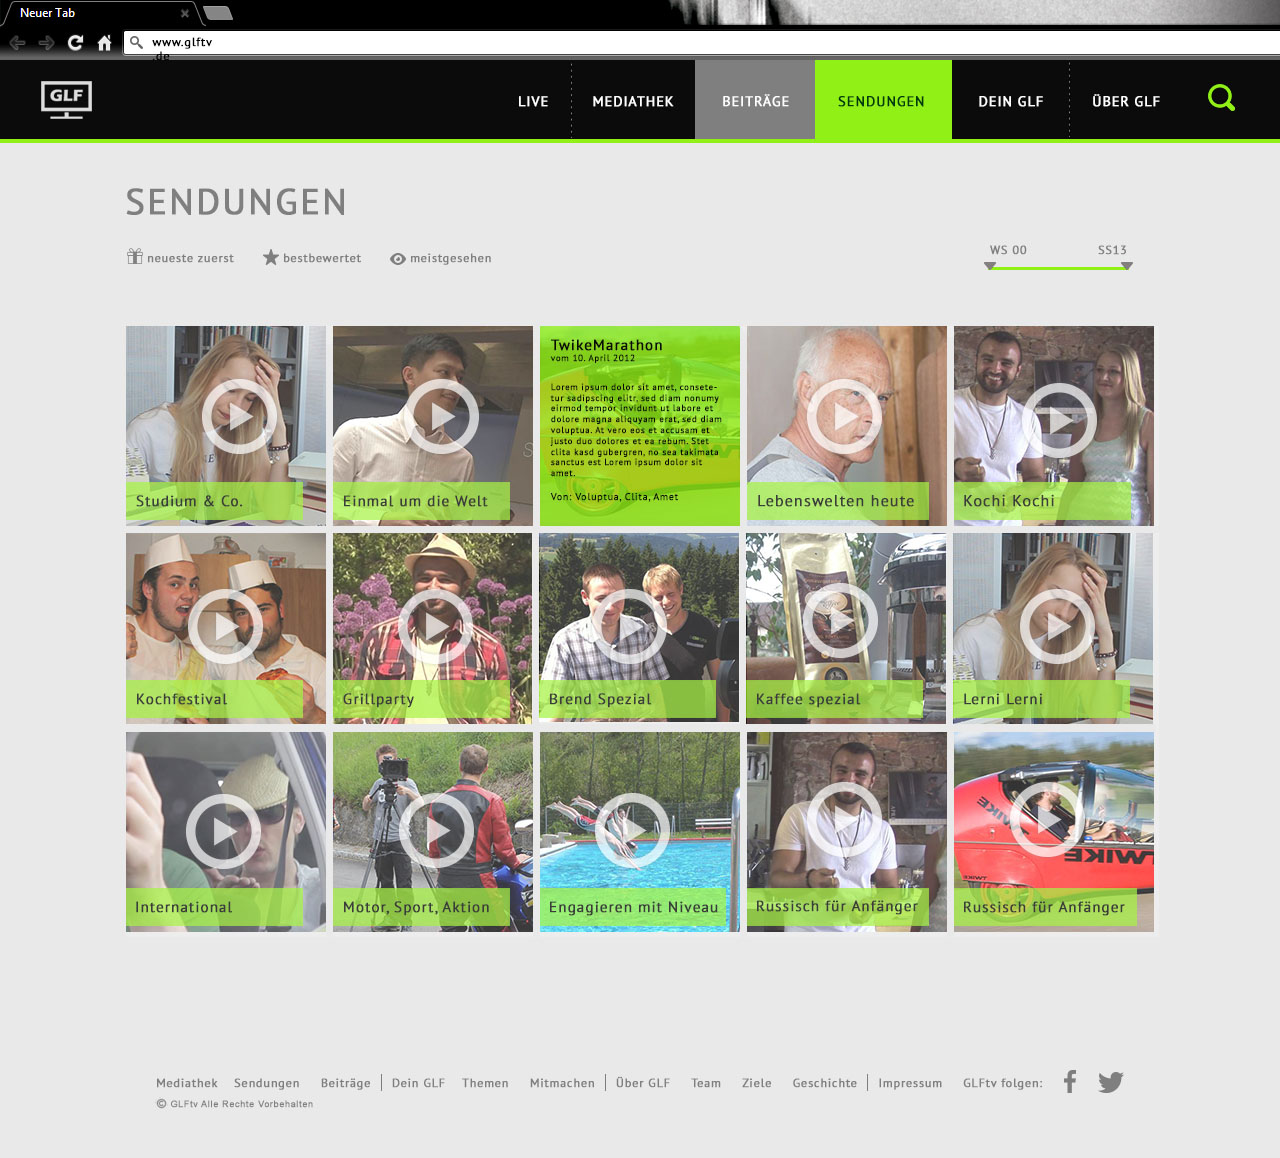 Neuer Tab
www.glftv
.de
GLF
LIVE
MEDIATHEK
BEITRÄGE
SENDUNGEN
DEIN GLF
ÜBER GLF
SENDUNGEN
neueste zuerst
bestbewertet
meistgesehen
WS 00
SS13
Studium & Co.
Einmal um die Welt
TwikeMarathon
vom 10. April 2012
Lorem ipsum dolor sit amet, consete-
tur sadipscing elitr, sed diam nonumy
eirmod tempor invidunt ut labore et
dolore magna aliquyam erat, sed diam
voluptua. At vero eos et accusam et
justo duo dolores et ea rebum. Stet
clita kasd gubergren, no sea takimata
sanctus est Lorem ipsum dolor sit
amet.
Von: Voluptua, Clita, Amet
Lebenswelten heute
Kochi Kochi
Kochfestival
Grillparty
Brend Spezial
Kaffee spezial
Lerni Lerni
International
Motor, Sport, Aktion
Engagieren mit Niveau
Russisch für Anfänger
TWIKE
Russisch für Anfänger
Mediathek
Sendungen
Beiträge
Dein GLF
Themen
Mitmachen
Über GLF
Team
Ziele
Geschichte
Impressum
GLFtv folgen:
© GLFtv Alle Rechte Vorbehalten